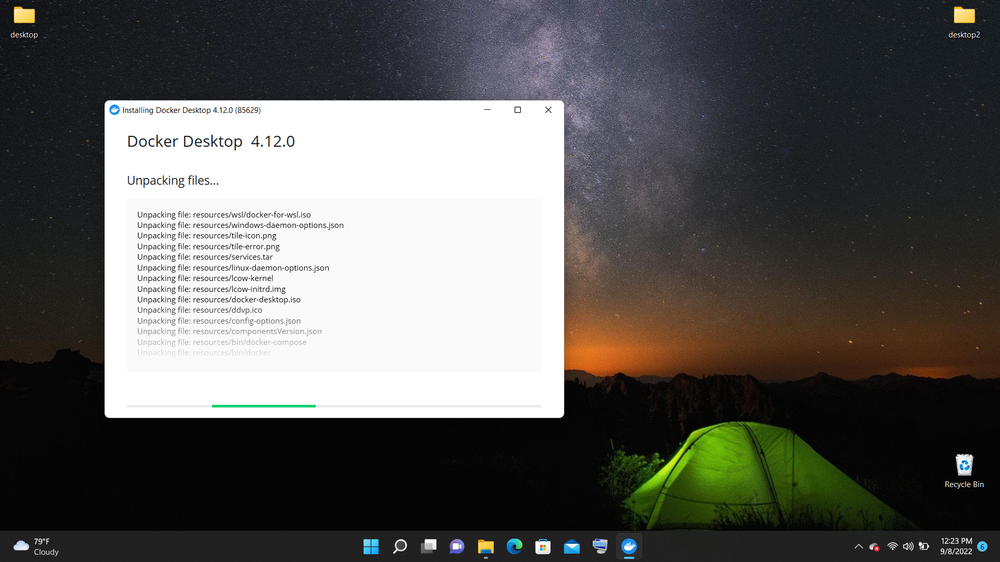 desktop
desktop2
Installing Docker Desktop 4.12.0 (85629)
Docker Desktop 4.12.0
Unpacking files...
Unpacking file: resources/wsl/docker-for-wsl.iso
Unpacking file: resources/windows-daemon-options.json
Unpacking file: resources/tile-icon.png
Unpacking file: resources/tile-error.png
Unpacking file: resources/services.tar
Unpacking file: resources/linux-daemon-options.json
Unpacking file: resources/lcow-kernel
Unpacking file: resources/lcow-initrd.img
Unpacking file: resources/docker-desktop.iso
Unpacking file: resources/ddvp.ico
Unpacking file: resources/config-options.json
Unpacking file: resources/componentsVersion.json
Unpacking file: resources/bin/docker-compose
Unpacking file: resources/bin/docker
Recycle Bin
79°F
Cloudy
12:23 PM
9/8/2022
6